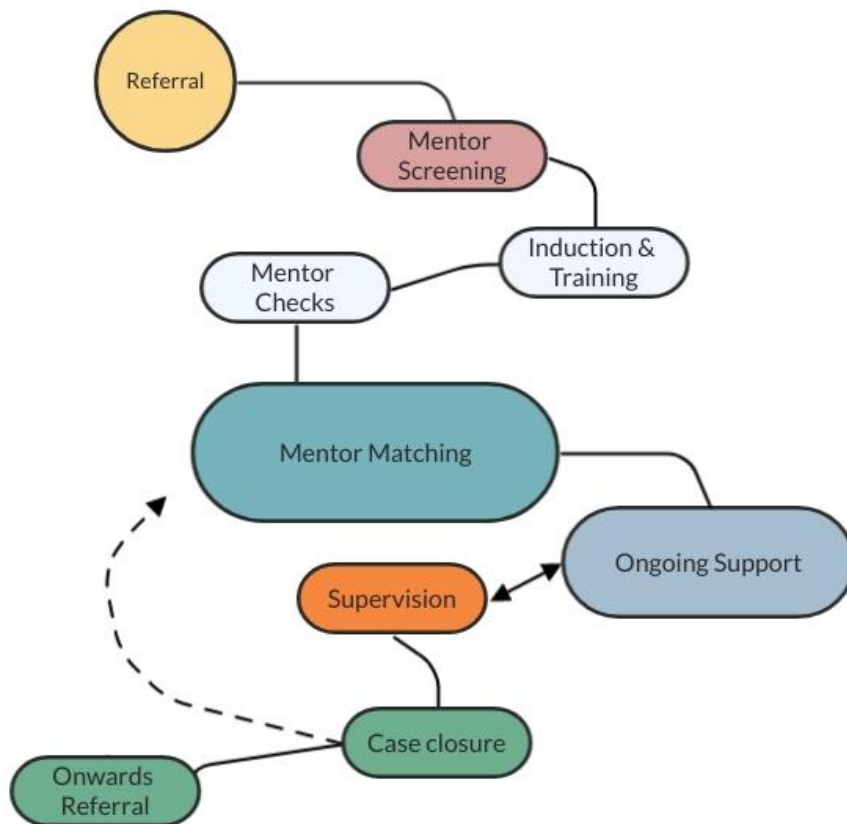 Referral
Mentor
Screening
Induction &
Training
Mentor
Checks
Mentor Matching
Ongoing Support
Supervision
Case closure
Onwards
Referral